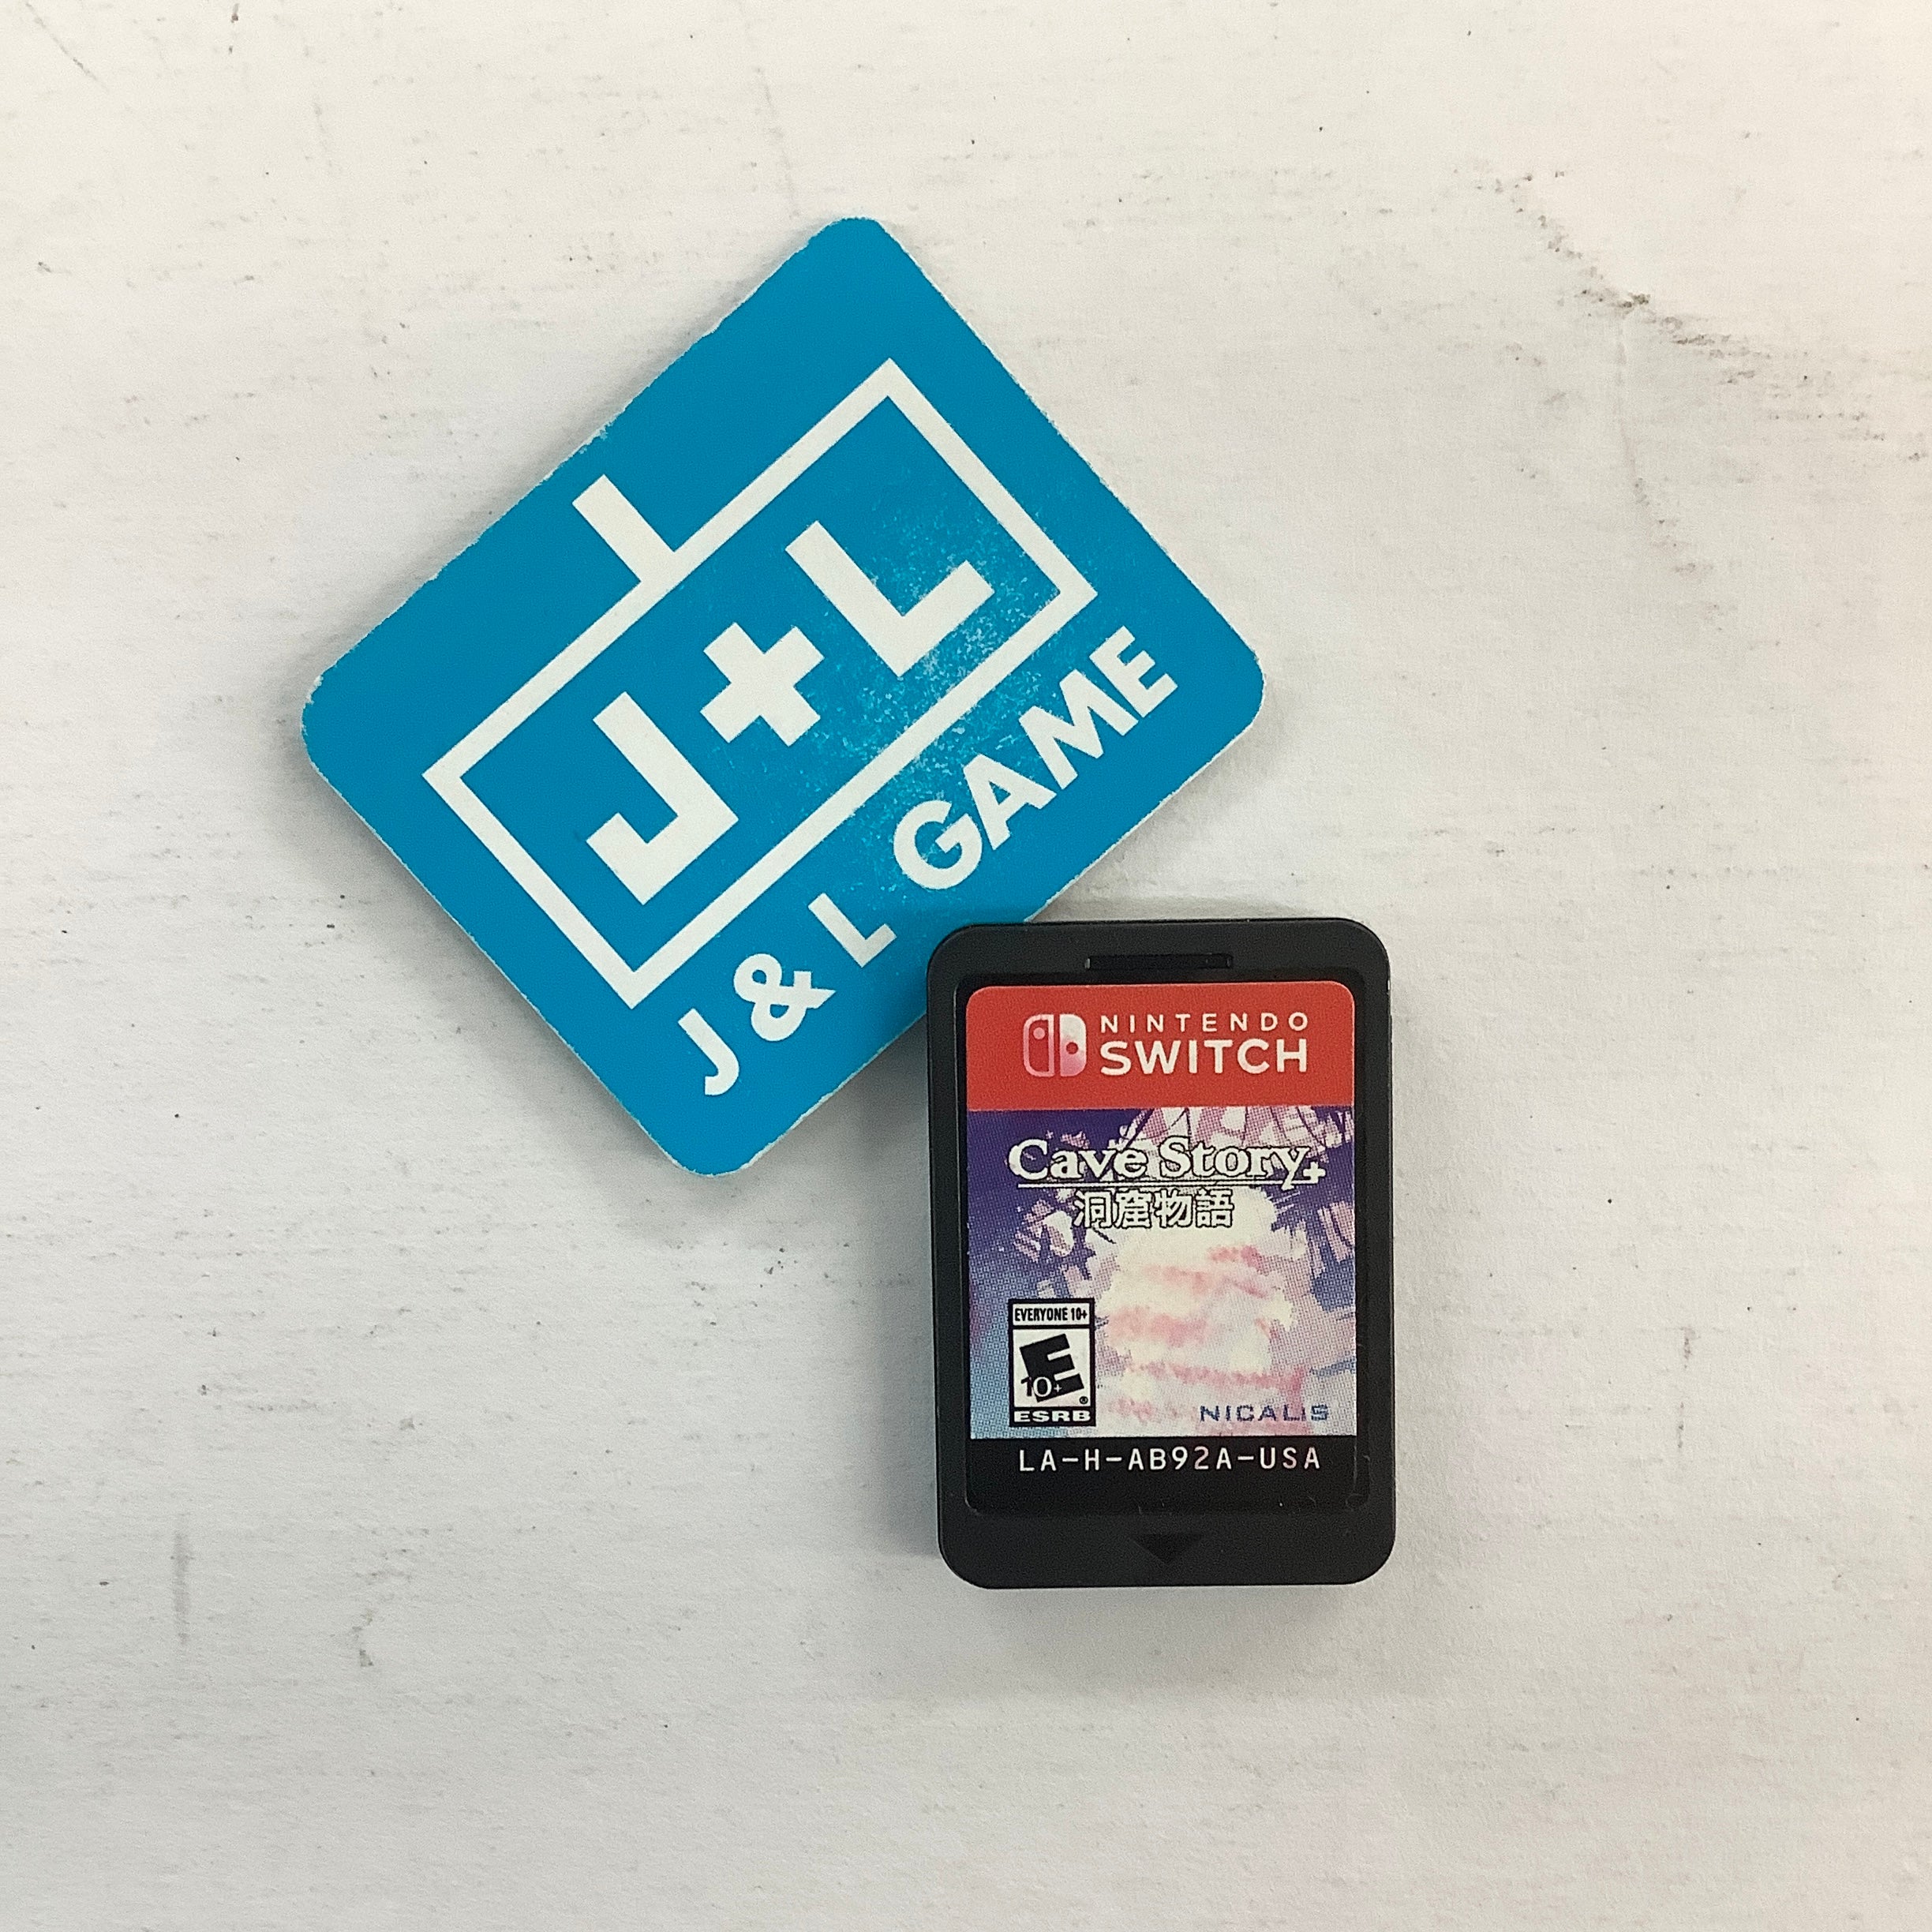 J+L
J & L GAME
NINTENDO
SWITCH
Cave Story+
洞窟物語
EVERYONE 10+
E
10+
®
ESRB
NICALIS
LA-H-AB92A-USA